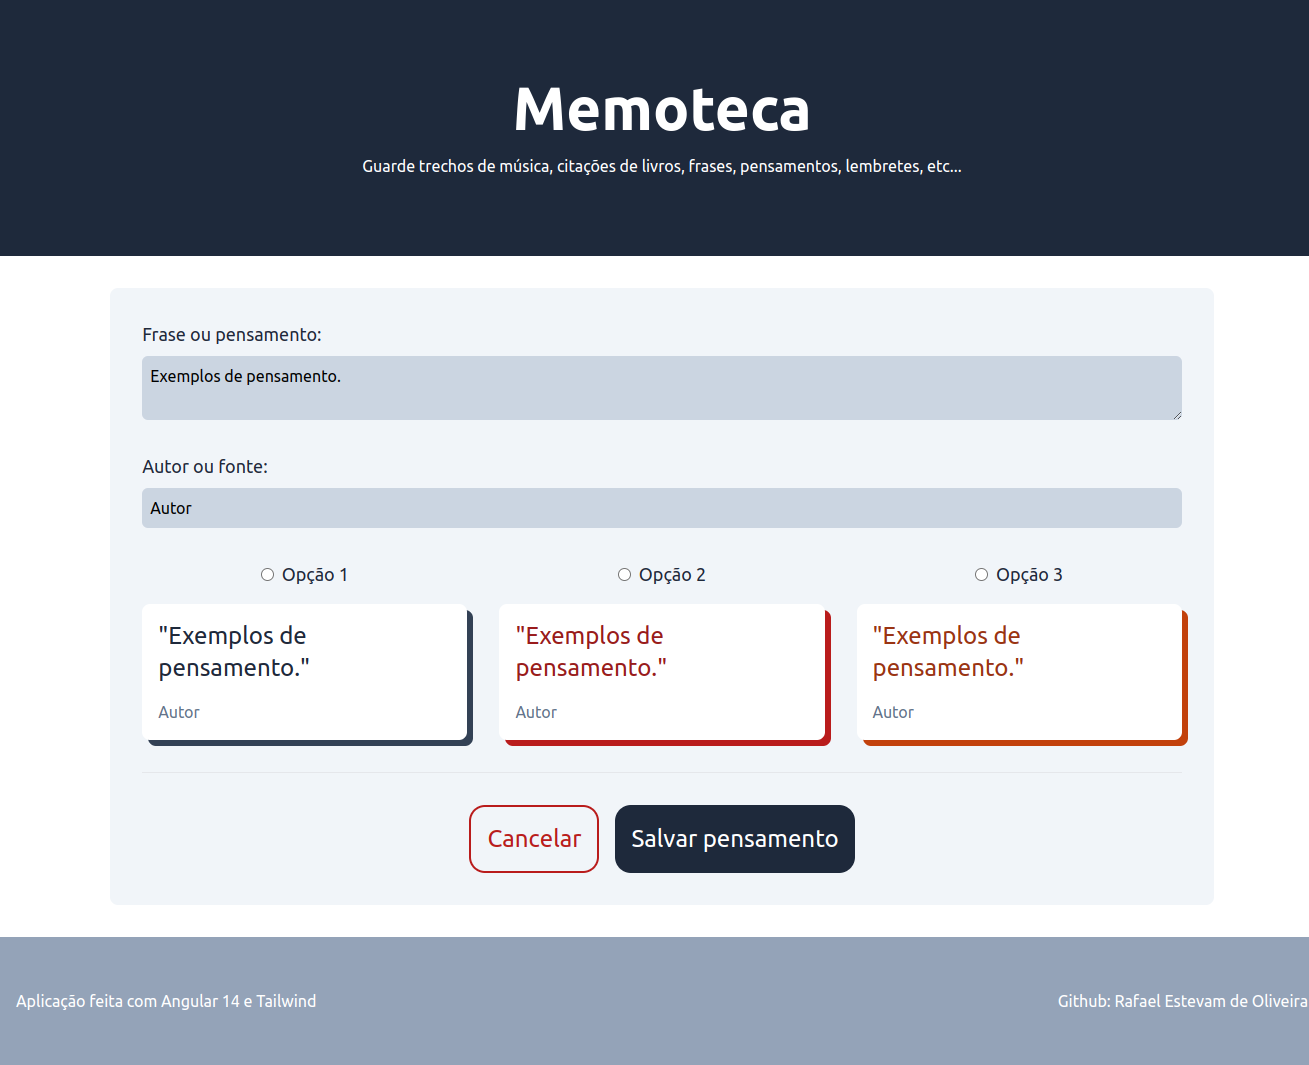 Memoteca
Guarde trechos de música, citações de livros, frases, pensamentos, lembretes, etc...
Frase ou pensamento:
Exemplos de pensamento.
Autor ou fonte:
Autor
Opção 1
Opção 2
Opção 3
"Exemplos de
pensamento."
Autor
"Exemplos de
pensamento."
Autor
"Exemplos de
pensamento."
Autor
Cancelar
Salvar pensamento
Aplicação feita com Angular 14 e Tailwind
Github: Rafael Estevam de Oliveira